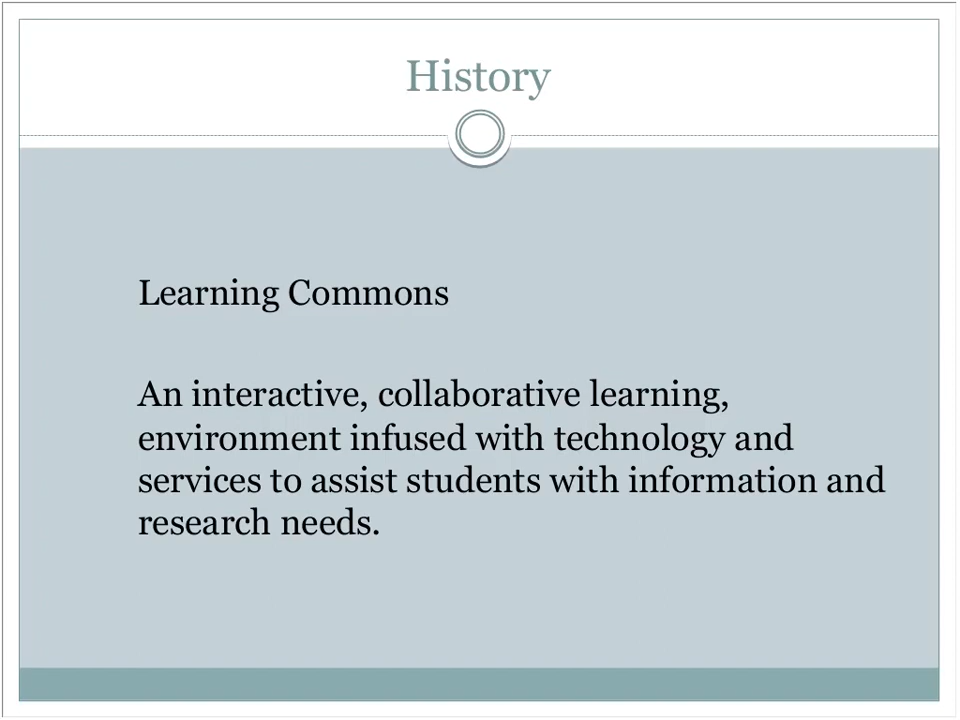 History
Learning Commons
An interactive, collaborative learning,
environment infused with technology and
services to assist students with information and
research needs.